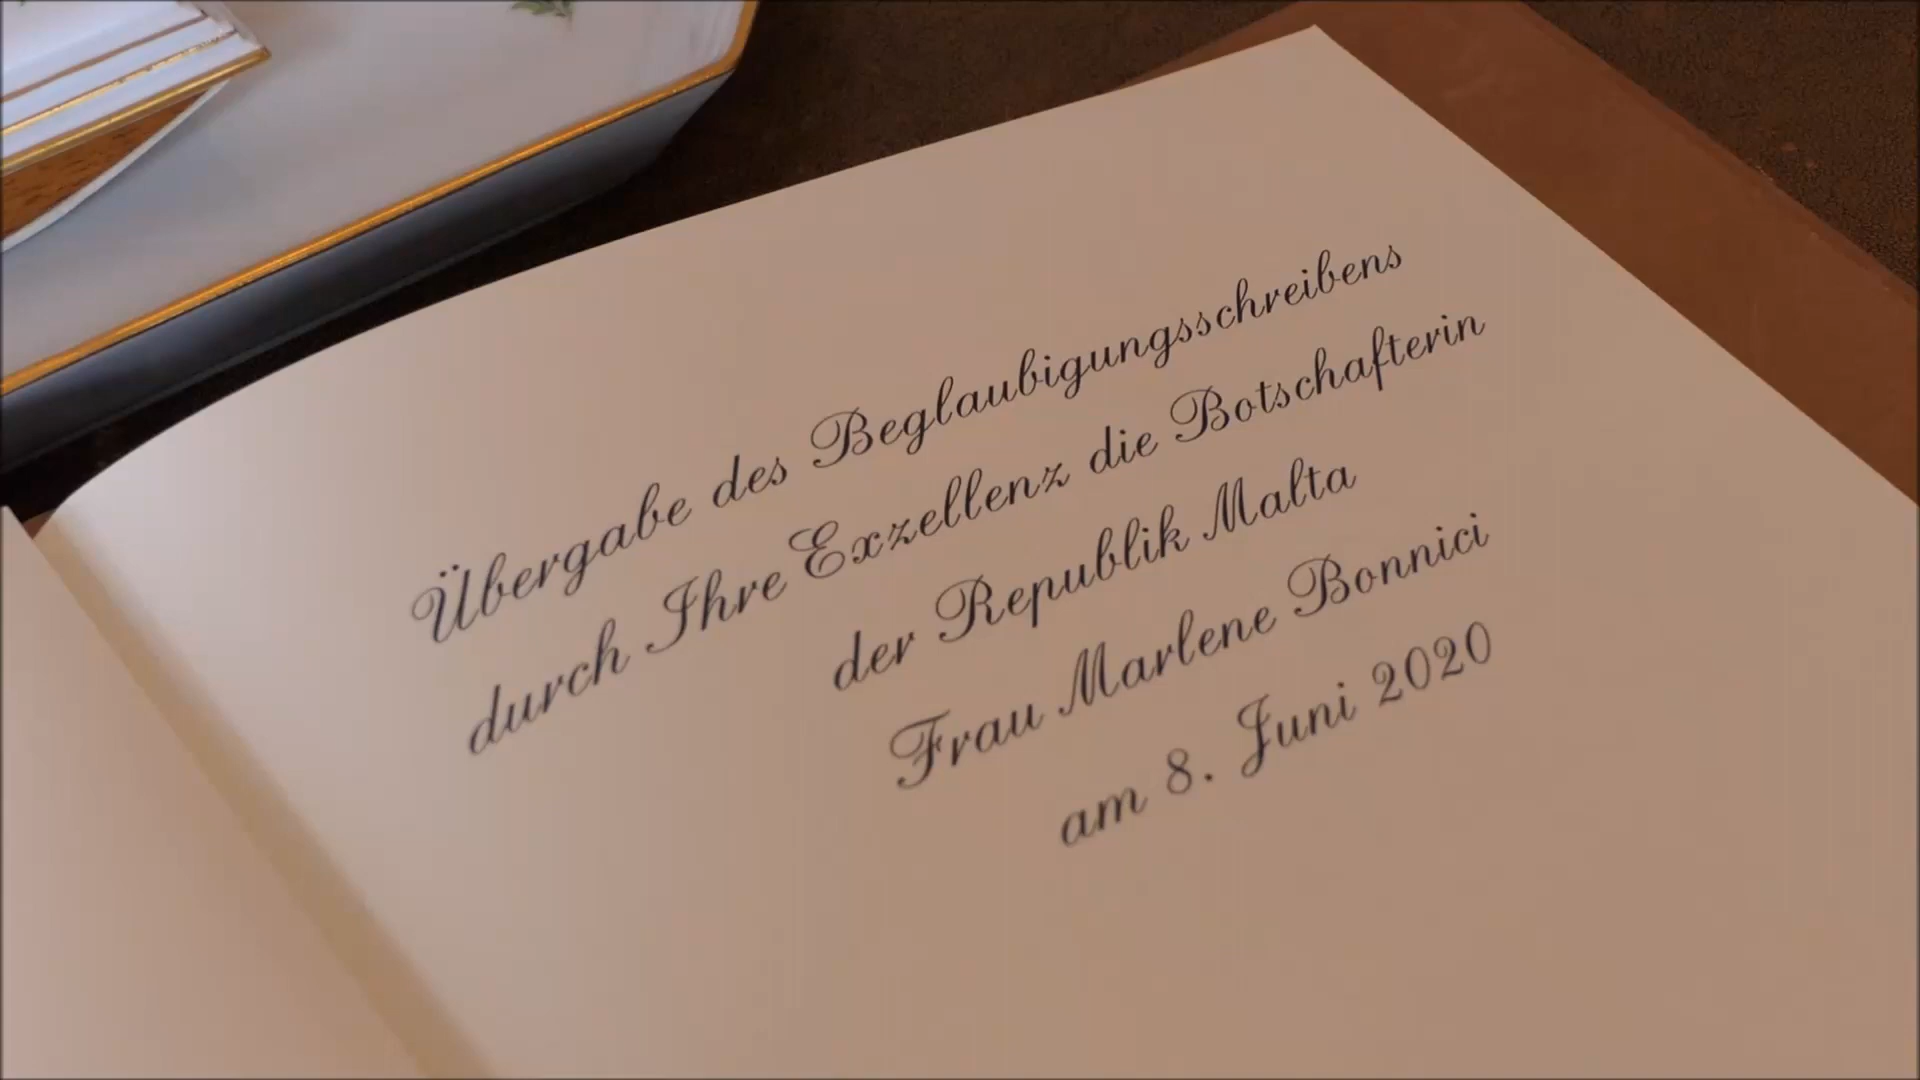 Übergabe des Beglaubigungsschreibens
durch Ihre Exzellenz die Botschafterin
der Republik Malta
Frau Marlene Bonnici
am 8. Juni 2020